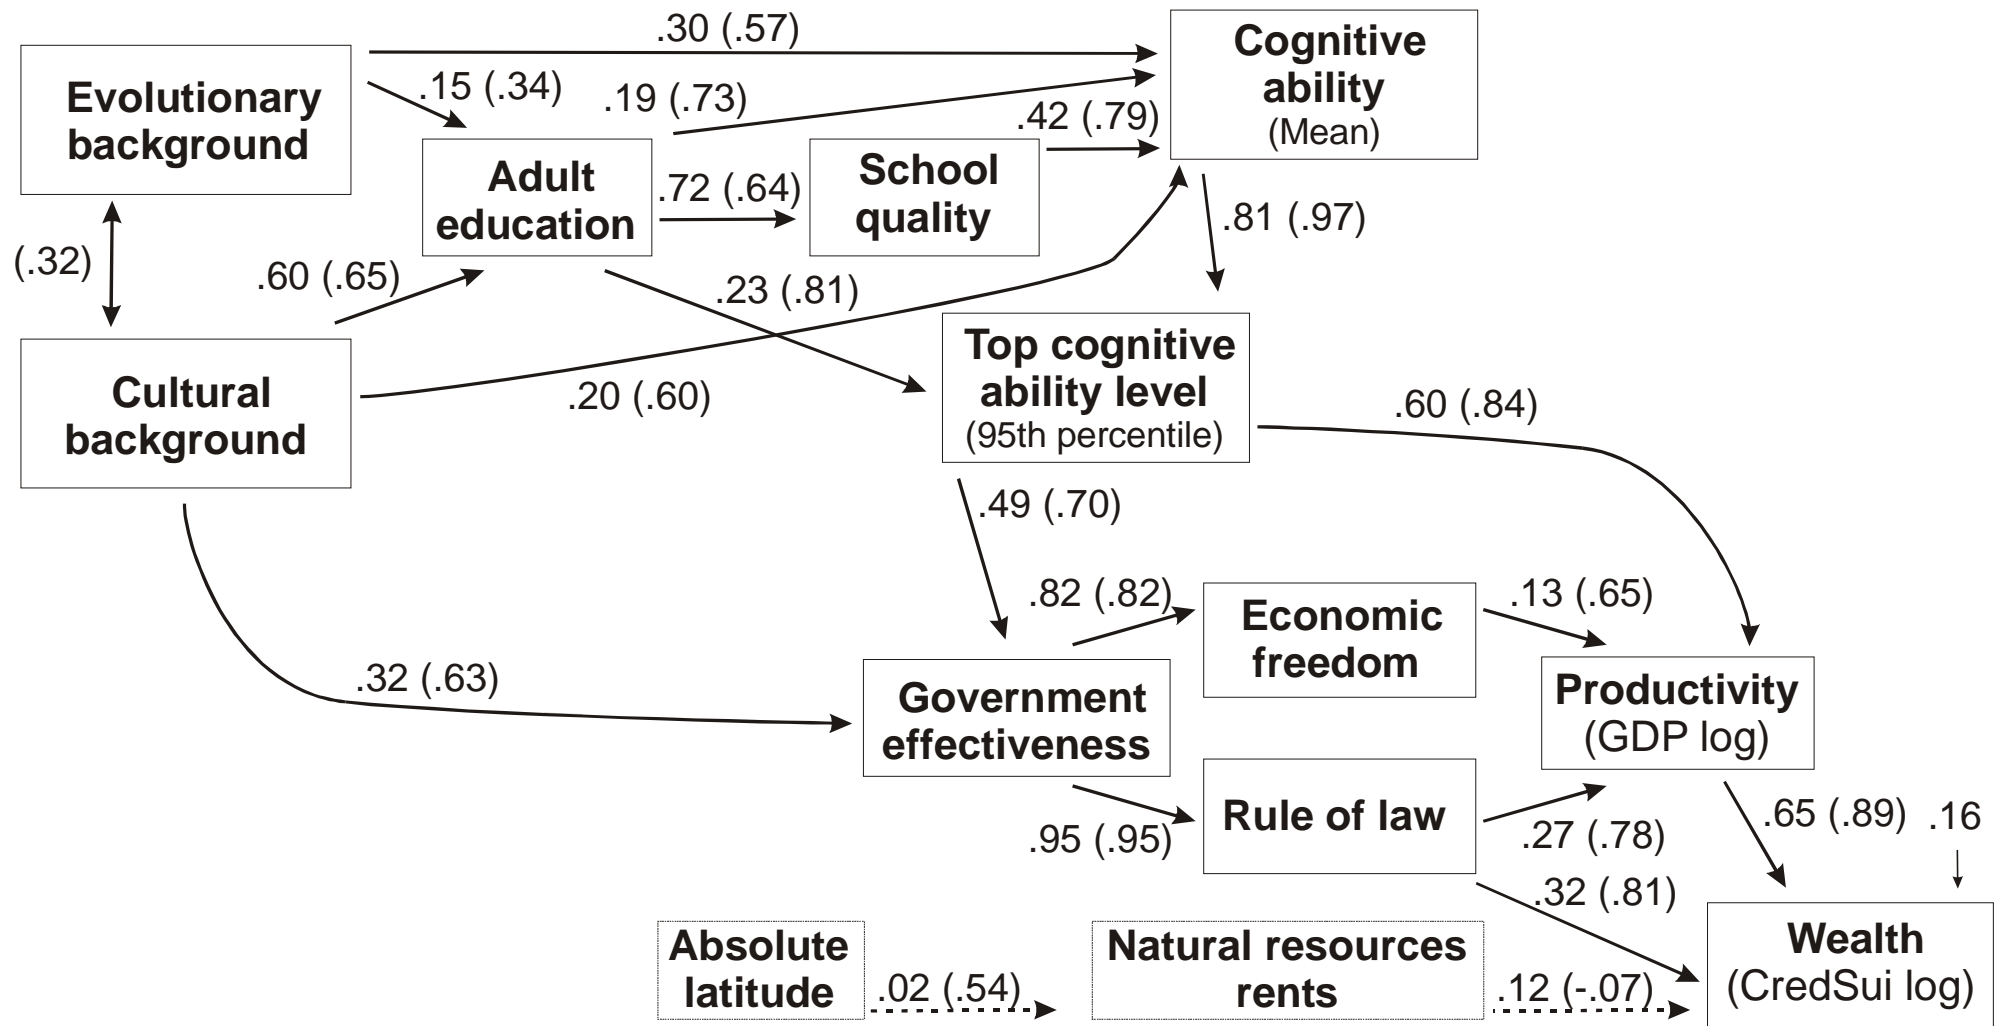 .30 (.57)
Cognitive
ability
(Mean)
Evolutionary
background
.15 (.34)
.19 (.73)
.42 (.79)
Adult
education
.72 (.64)
School
quality
.81 (.97)
(.32)
.60 (.65)
.23 (.81)
Top cognitive
ability level
(95th percentile)
Cultural
background
.20 (.60)
.60 (.84)
.49 (.70)
.82 (.82)
Economic
freedom
.13 (.65)
.32 (.63)
Government
effectiveness
Productivity
(GDP log)
.95 (.95)
Rule of law
.27 (.78)
.65 (.89)
.16
.32 (.81)
Absolute
latitude
.02 (.54)
Natural resources
rents
.12 (-.07)
Wealth
(CredSui log)